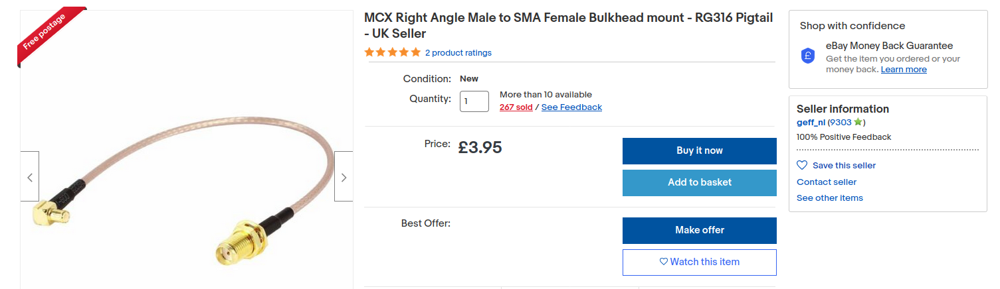 Free postage
MCX Right Angle Male to SMA Female Bulkhead mount - RG316 Pigtail
- UK Seller
2 product ratings
Condition: New
Quantity: 1
More than 10 available
267 sold / See Feedback
Price: £3.95
Buy it now
Add to basket
Best Offer:
Make offer
Watch this item
Shop with confidence
eBay Money Back Guarantee
Get the item you ordered or your
money back. Learn more
Seller information
geff_nl (9303)
100% Positive Feedback
Save this seller
Contact seller
See other items